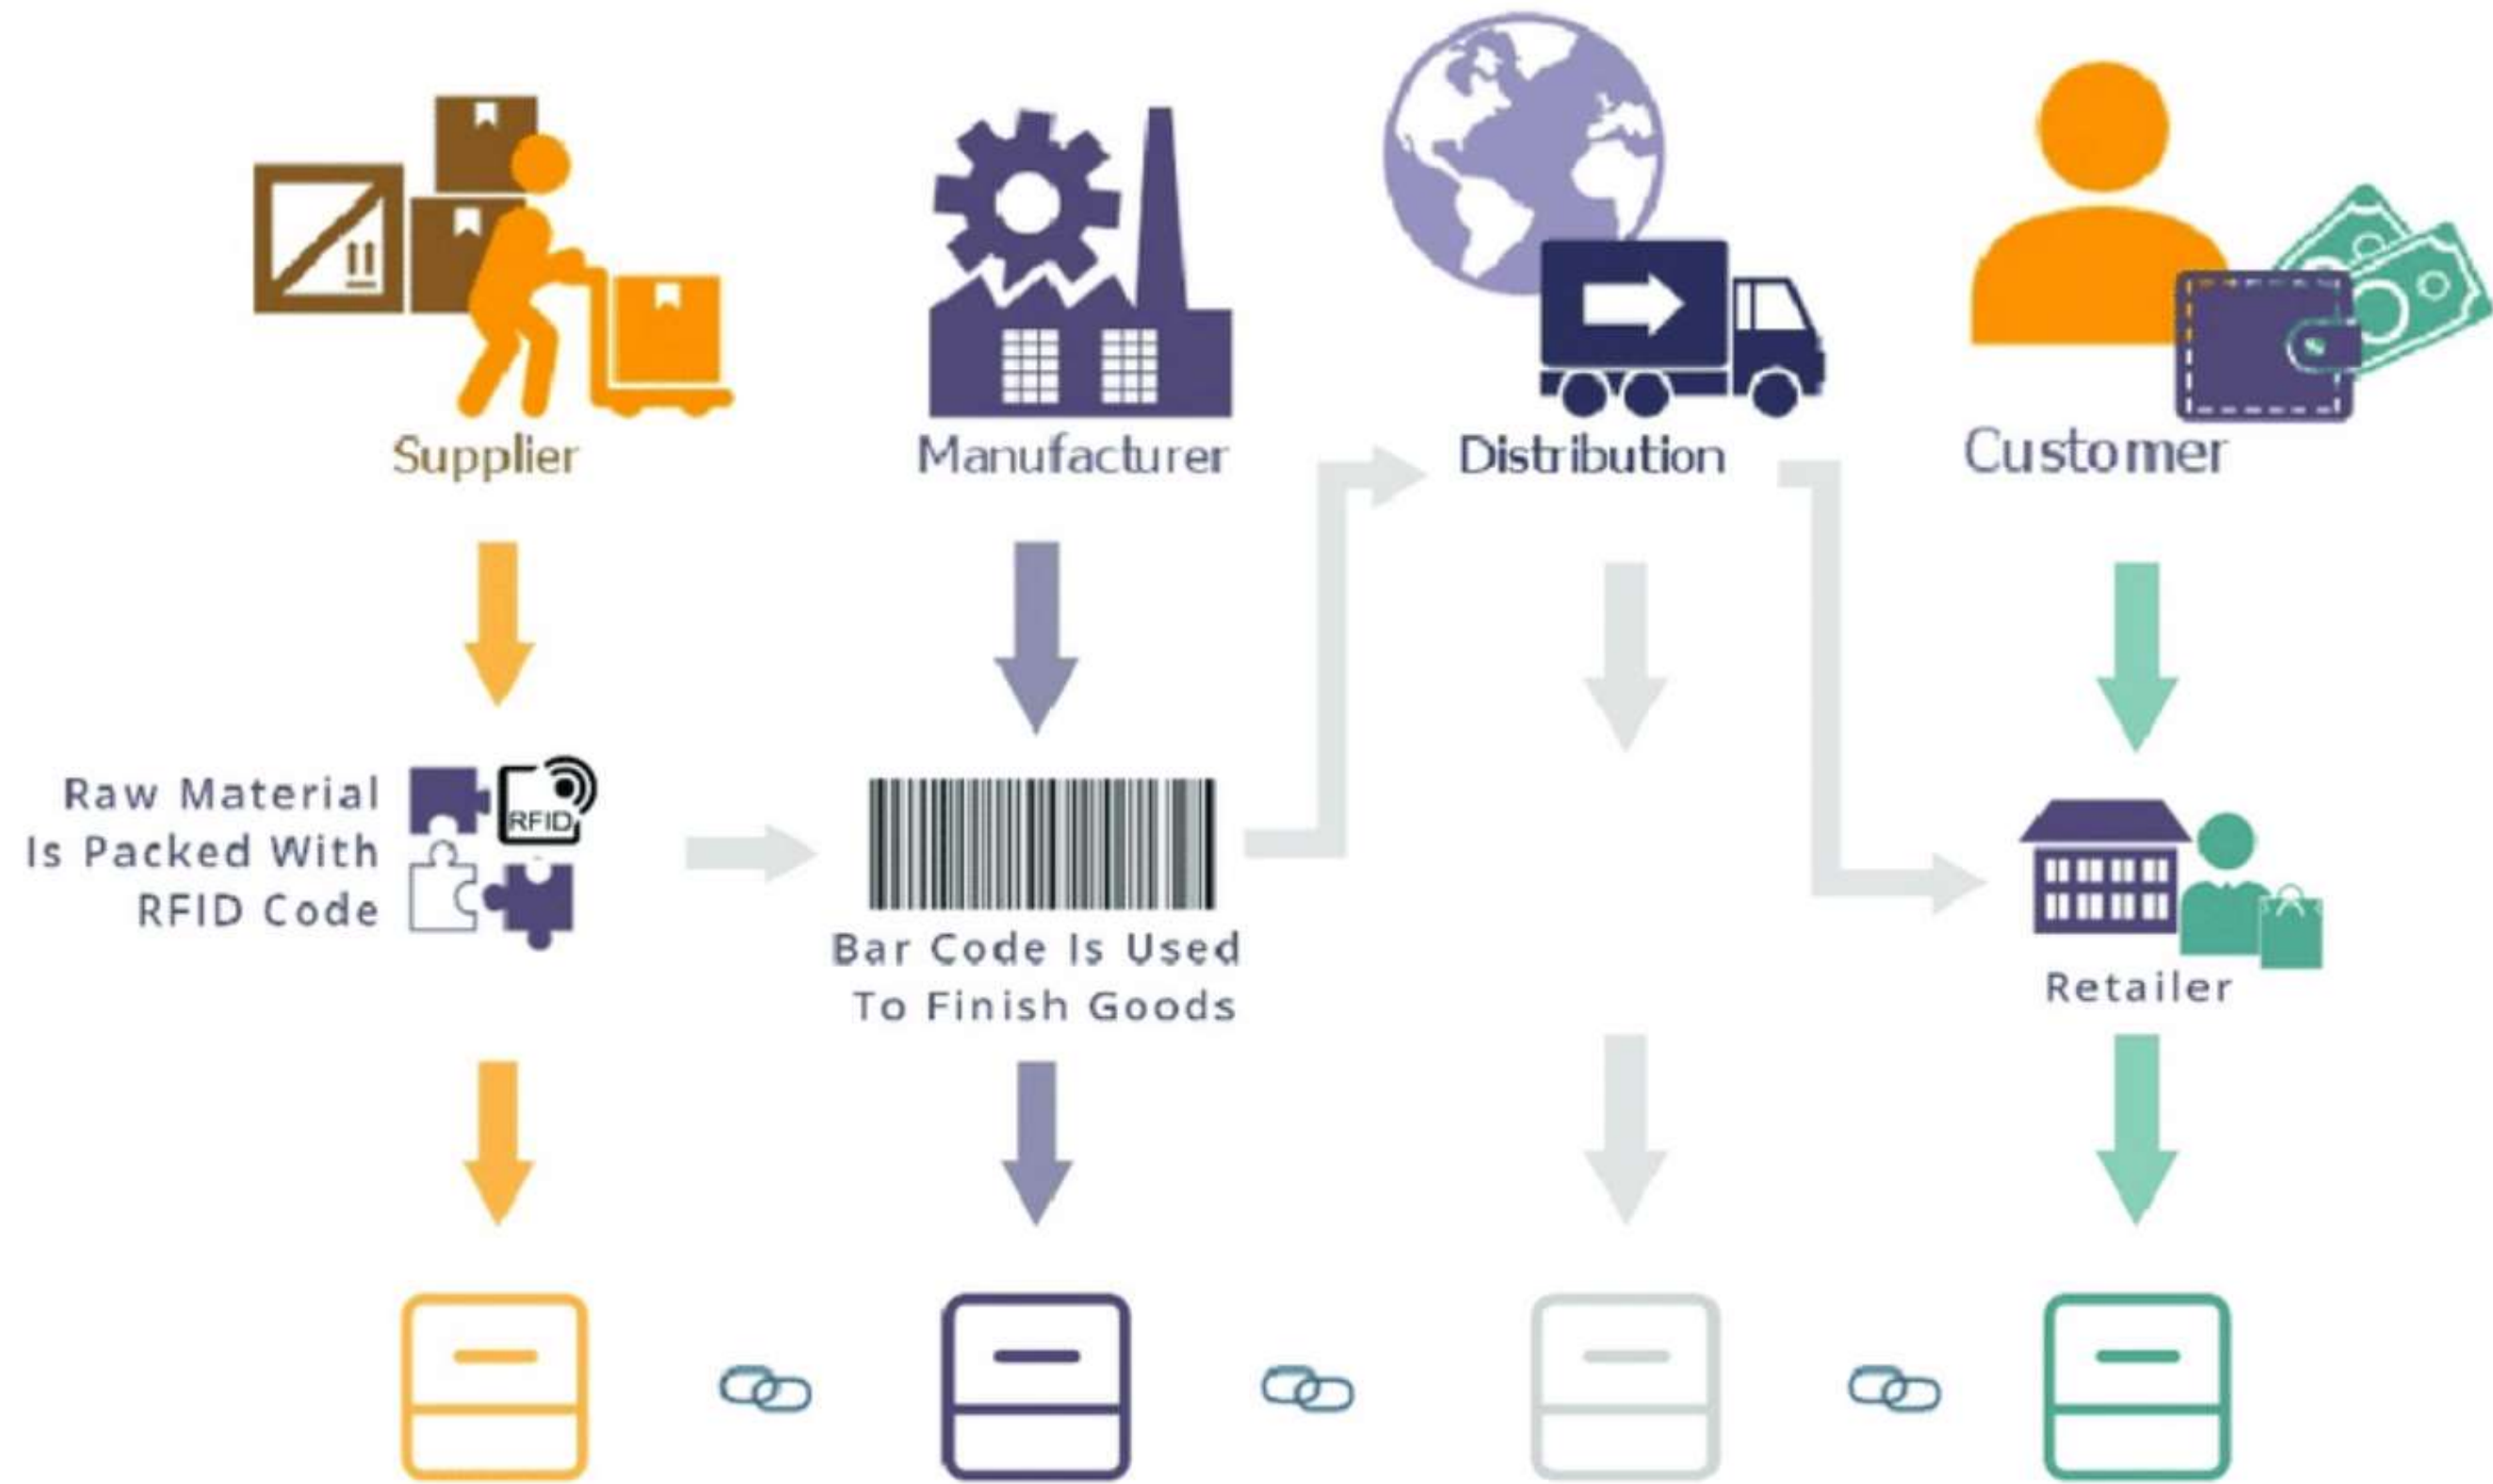 Supplier
Manufacturer
Distribution
Customer
Raw Material
Is Packed With
RFID Code
RFID
Bar Code Is Used
To Finish Goods
Retailer